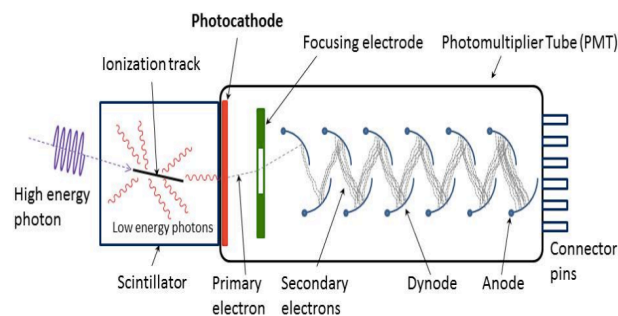 Photocathode
Focusing electrode
Photomultiplier Tube (PMT)
Ionization track
High energy
photon
Low energy photons
Scintillator
Primary
electron
Secondary
electrons
Dynode
Anode
Connector
pins